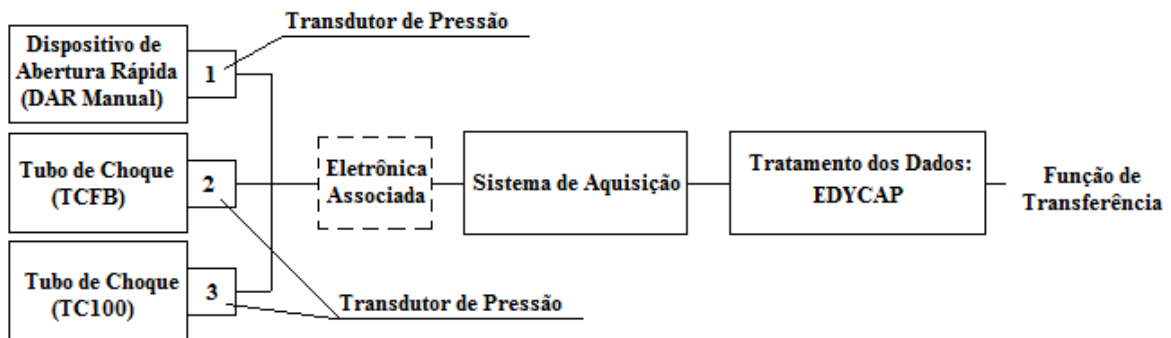 Transdutor de Pressão
Dispositivo de
Abertura Rápida
(DAR Manual)
1
Tubo de Choque
(TCFB)
2
Eletrônica
Associada
Sistema de Aquisição
Tratamento dos Dados:
EDYCAP
Função de
Transferência
Tubo de Choque
(TC100)
3
Transdutor de Pressão